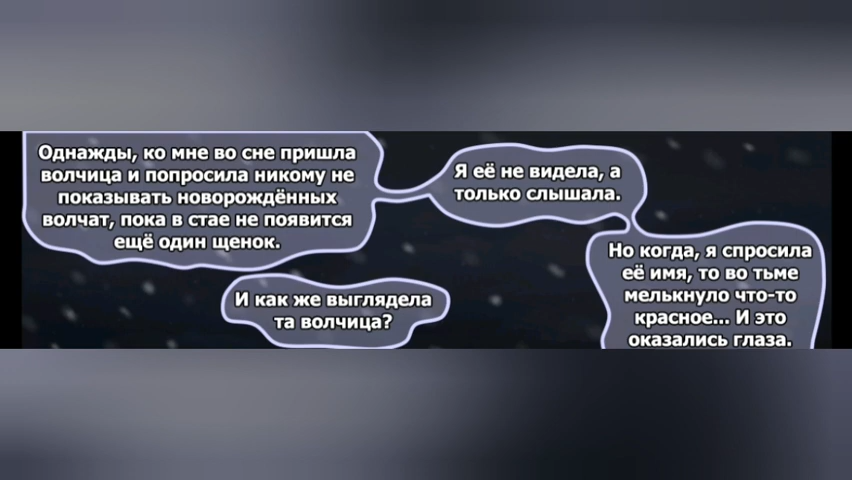 Однажды, ко мне во сне пришла
волчица и попросила никому не
показывать новорождённых
волчат, пока в стае не появится
ещё один щенок.
И как же выглядела
та волчица?
Я её не видела, а
только слышала.
Но когда, я спросила
её имя, то во тьме
мелькнуло что-то
красное... И это
оказались глаза.